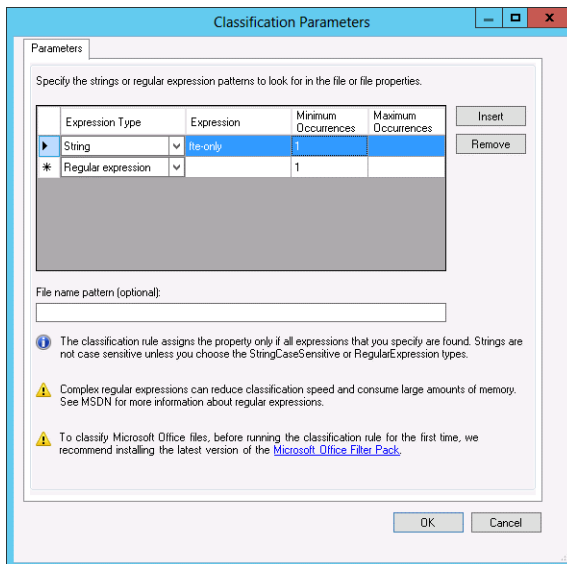 Classification Parameters
Parameters
Specify the strings or regular expression patterns to look for in the file or file properties.
Expression Type Expression Minimum Occurrences Maximum Occurrences
String fte-only 1
Regular expression 1
Insert
Remove
File name pattern (optional):
The classification rule assigns the property only if all expressions that you specify are found. Strings are
not case sensitive unless you choose the StringCaseSensitive or RegularExpression types.
Complex regular expressions can reduce classification speed and consume large amounts of memory.
See MSDN for more information about regular expressions.
To classify Microsoft Office files, before running the classification rule for the first time, we
recommend installing the latest version of the Microsoft Office Filter Pack.
OK Cancel